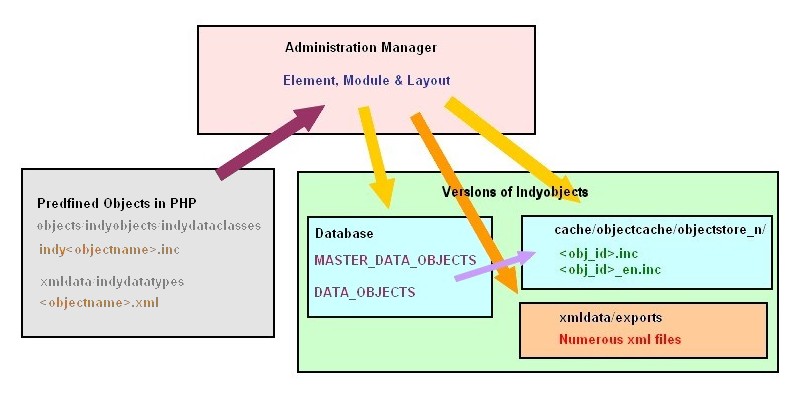 Administration Manager
Element, Module & Layout
Predfined Objects in PHP
objects/indyobjects/indydataclasses
indy<objectname>.inc
xmldata/indydatatypes
<objectname>.xml
Versions of Indyobjects
Database
MASTER_DATA_OBJECTS
DATA_OBJECTS
cache/objectcache/objectstore_n/
<obj_id>.inc
<obj_id>_en.inc
xmldata/exports
Numerous xml files